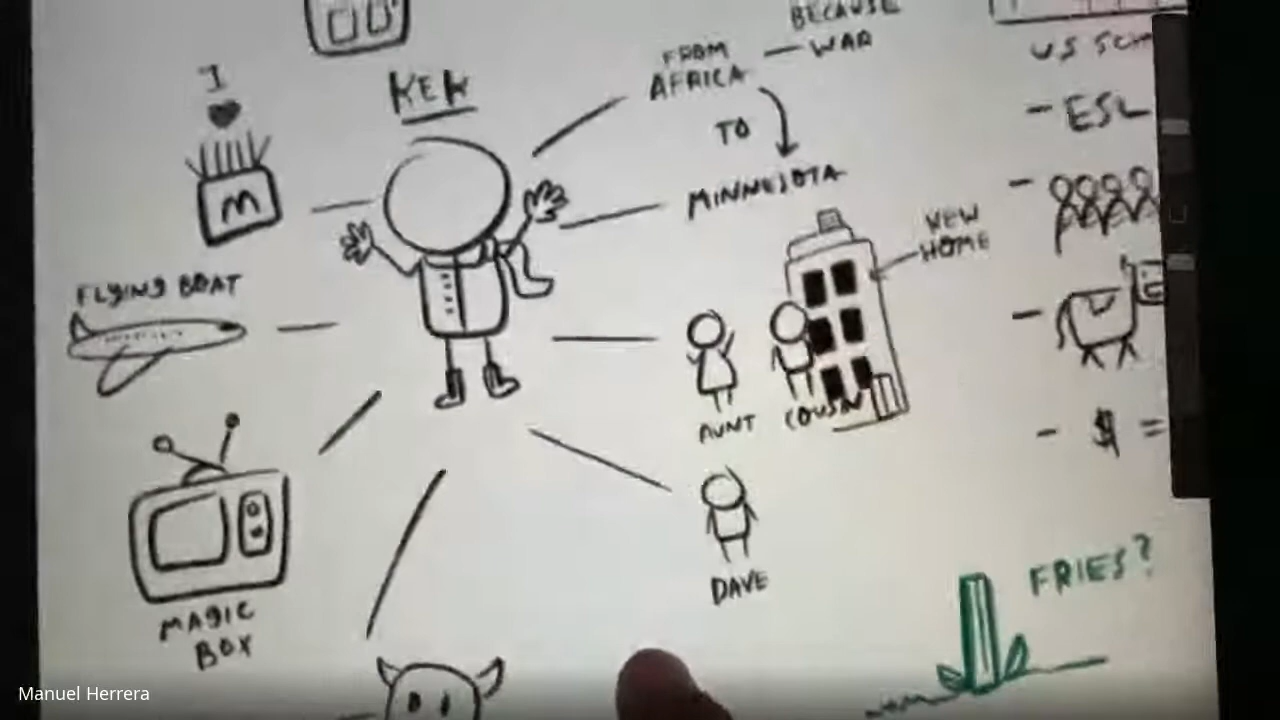 BECAUSE
WAR
FROM
AFRICA
TO
MINNESOTA
KEK
I
M
FLYING BOAT
MAGIC
BOX
NEW
HOME
AUNT
COUSIN
DAVE
US
- ESL
-
-
- $ =
FRIES?
Manuel Herrera